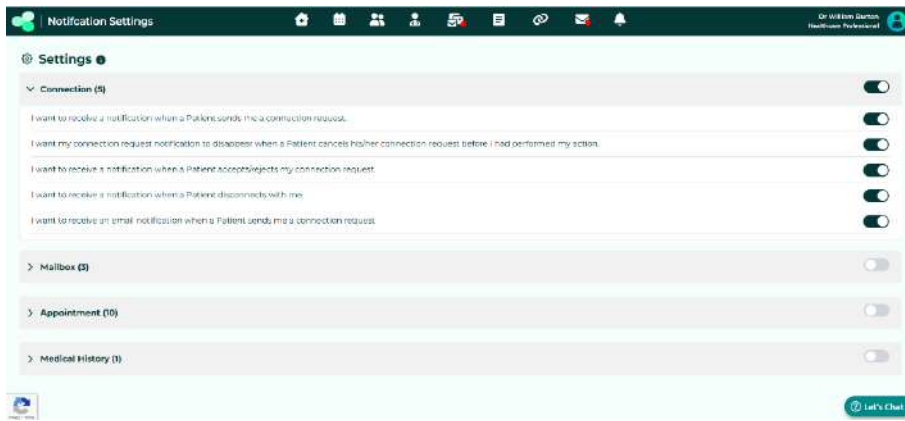 Notifcation Settings
Dr William Burton
Healthcare Professional
Settings
Connection (5)
I want to receive a notification when a Patient sends me a connection request.
I want my connection request notification to disappear when a Patient cancels his/her connection request before I had performed my action.
I want to receive a notification when a Patient accepts/rejects my connection request
I want to receive a notification when a Patient disconnects with me
I want to receive an email notification when a Patient sends me a connection request
Mailbox (3)
Appointment (10)
Medical History (1)
Let's Chat